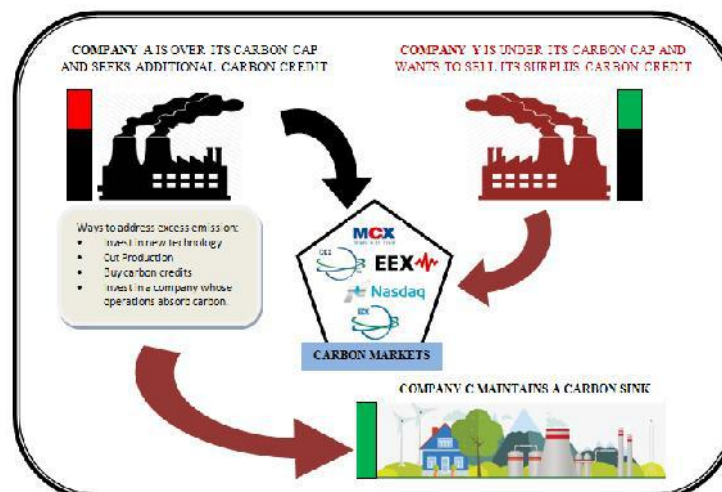 COMPANY A IS OVER ITS CARBON CAP
AND SEEKS ADDITIONAL CARBON CREDIT
COMPANY Y IS UNDER ITS CARBON CAP AND
WANTS TO SELL ITS SURPLUS CARBON CREDIT
Ways to address excess emission:
• Invest in new technology
• Cut Production
• Buy carbon credits
• Invest in a company whose
operations absorb carbon.
MCX
EEX
Nasdaq
CARBON MARKETS
COMPANY C MAINTAINS A CARBON SINK